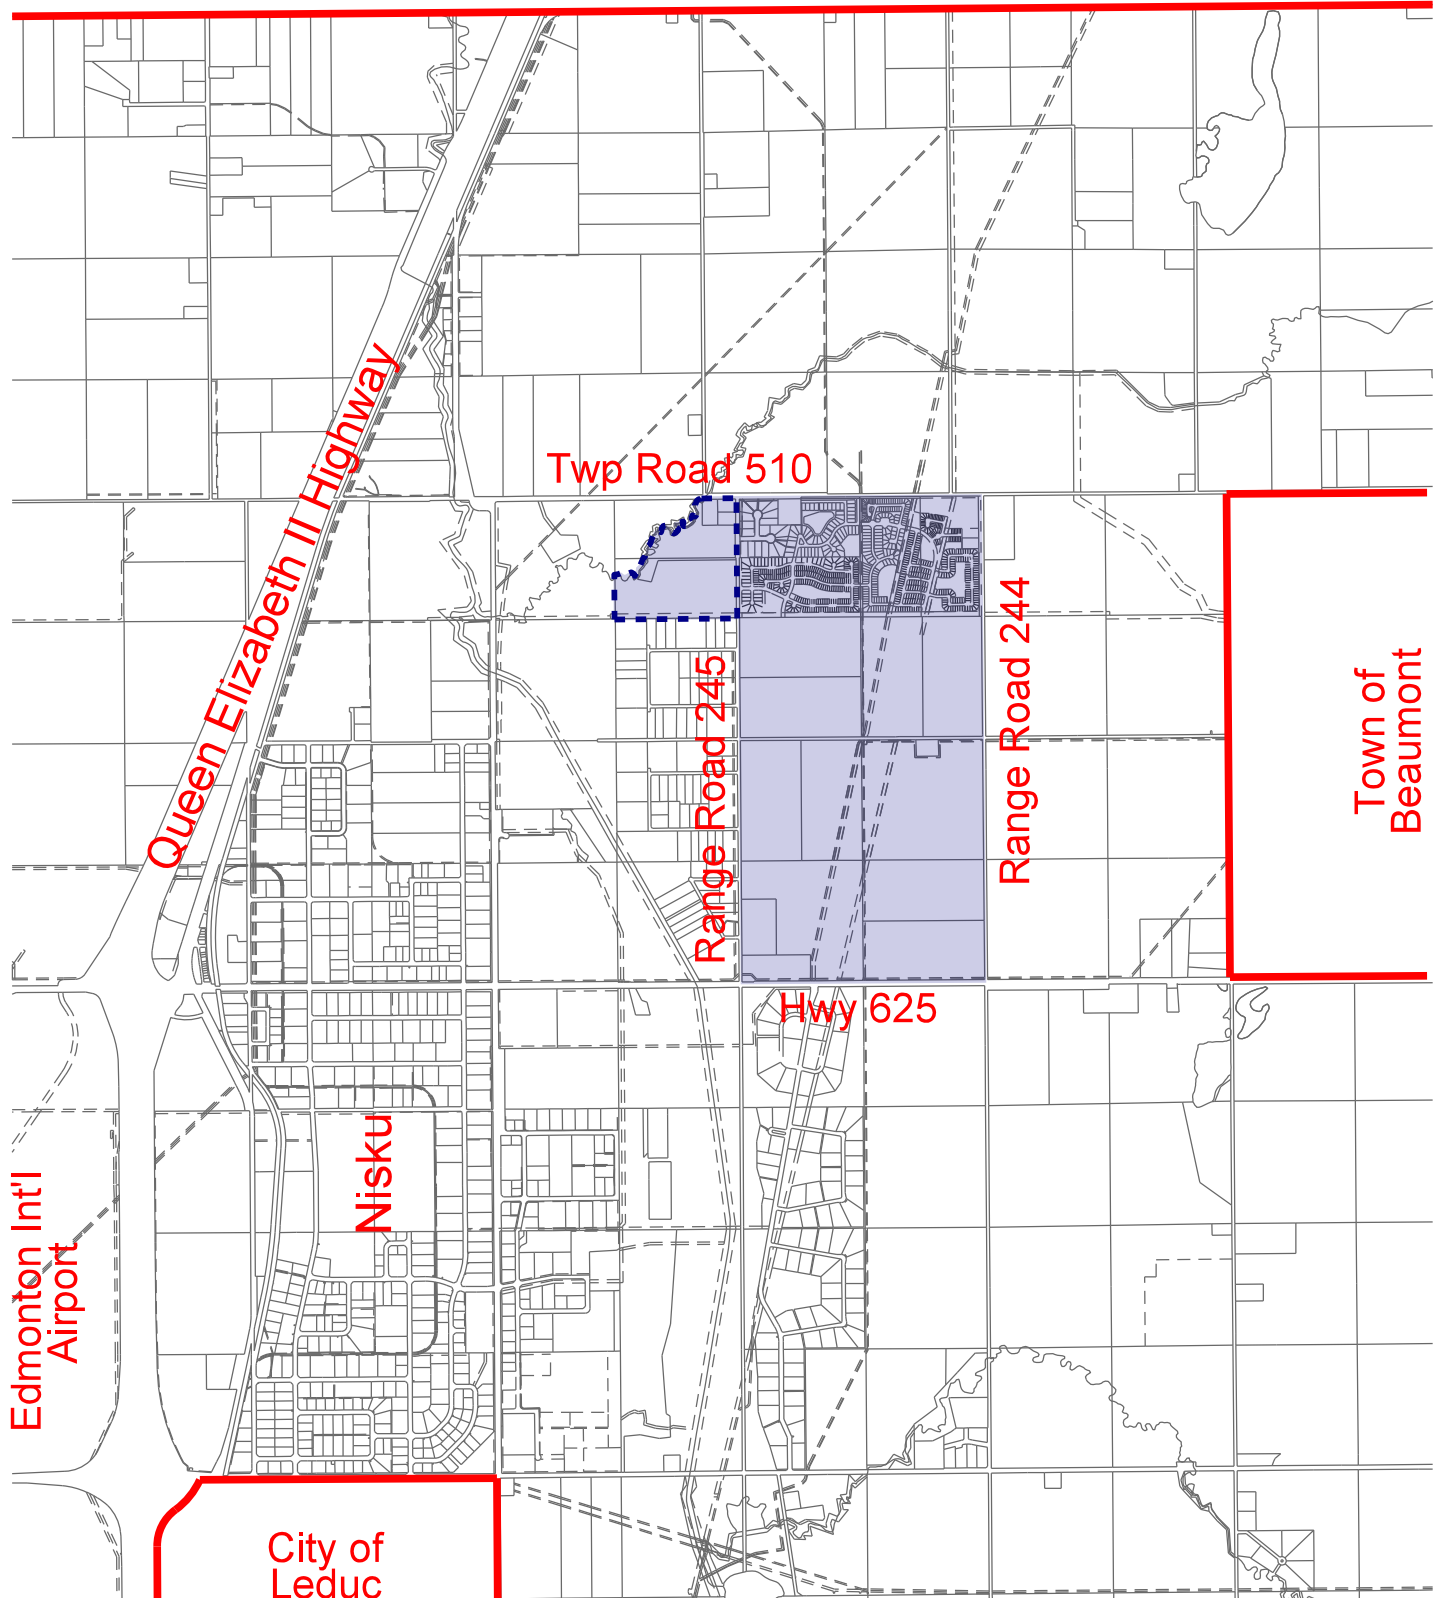 Twp Road 510
Queen Elizabeth II Highway
Range Road 245
Range Road 244
Town of
Beaumont
Hwy 625
Nisku
Edmonton Int'l
Airport
City of
Leduc